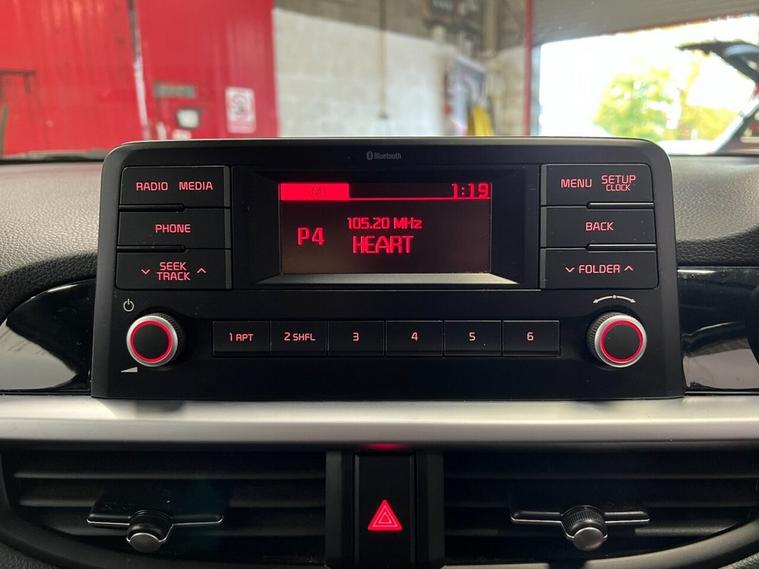 Bluetooth
RADIO MEDIA
PHONE
SEEK
TRACK
FM1
1:19
P4
105.20 MHz
HEART
MENU
SETUP
CLOCK
BACK
FOLDER
1 RPT
2 SHFL
3
4
5
6